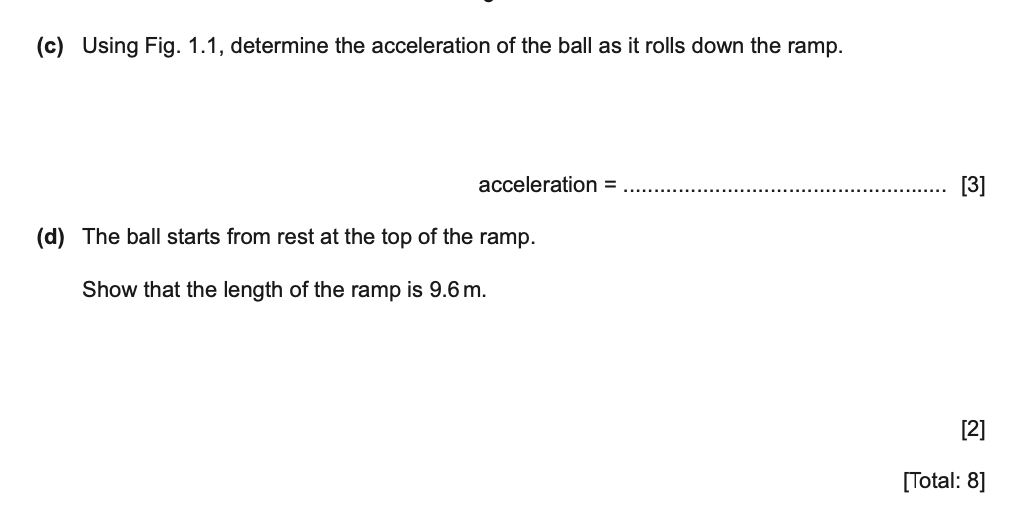 (c) Using Fig. 1.1, determine the acceleration of the ball as it rolls down the ramp.
acceleration = ...................................................... [3]
(d) The ball starts from rest at the top of the ramp.
Show that the length of the ramp is 9.6 m.
[2]
[Total: 8]